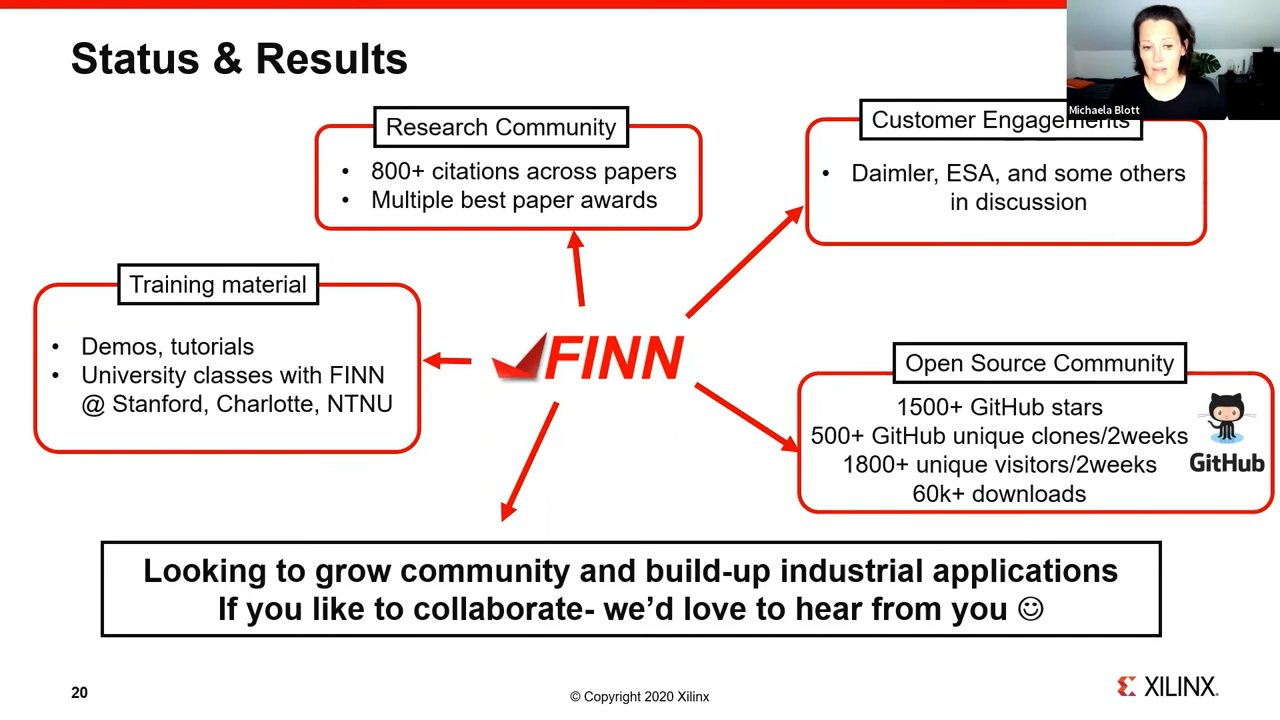 Status & Results
Michaela Blott
Research Community
• 800+ citations across papers
• Multiple best paper awards
Customer Engagements
• Daimler, ESA, and some others
in discussion
Training material
• Demos, tutorials
• University classes with FINN
@ Stanford, Charlotte, NTNU
FINN
Open Source Community
1500+ GitHub stars
500+ GitHub unique clones/2weeks
1800+ unique visitors/2weeks
60k+ downloads
GitHub
Looking to grow community and build-up industrial applications
If you like to collaborate- we’d love to hear from you ☺
20
© Copyright 2020 Xilinx
XILINX.